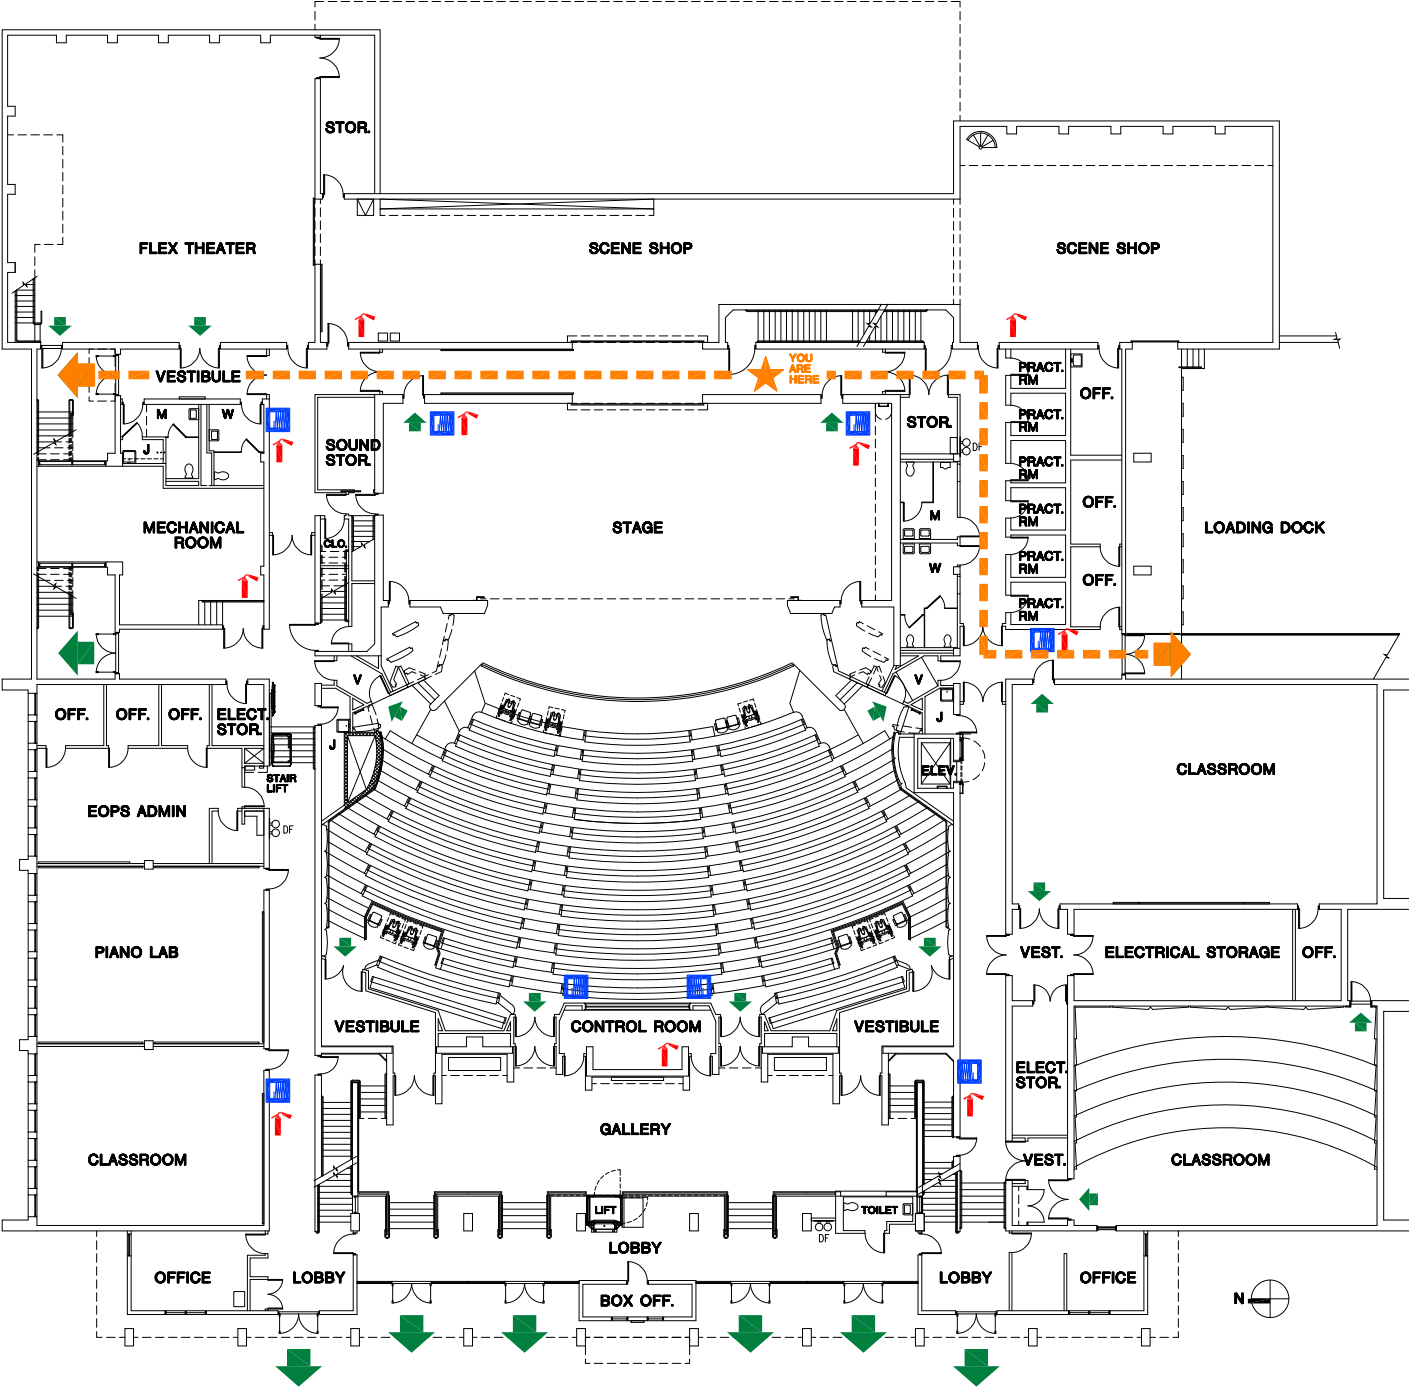 STOR.
FLEX THEATER
SCENE SHOP
SCENE SHOP
YOU
ARE
HERE
VESTIBULE
PRACT.
RM
OFF.
M
W
J
PRACT.
RM
STOR.
DF
SOUND
STOR.
PRACT.
RM
OFF.
MECHANICAL
ROOM
STAGE
M
PRACT.
RM
LOADING DOCK
CLO.
W
PRACT.
RM
OFF.
PRACT.
RM
V
V
OFF.
OFF.
OFF.
ELECT.
STOR.
J
J
STAIR
LIFT
ELEV.
CLASSROOM
EOPS ADMIN
DF
PIANO LAB
VEST.
ELECTRICAL STORAGE
OFF.
VESTIBULE
CONTROL ROOM
VESTIBULE
ELECT.
STOR.
GALLERY
CLASSROOM
VEST.
CLASSROOM
LIFT
TOILET
DF
LOBBY
OFFICE
LOBBY
LOBBY
OFFICE
BOX OFF.
N